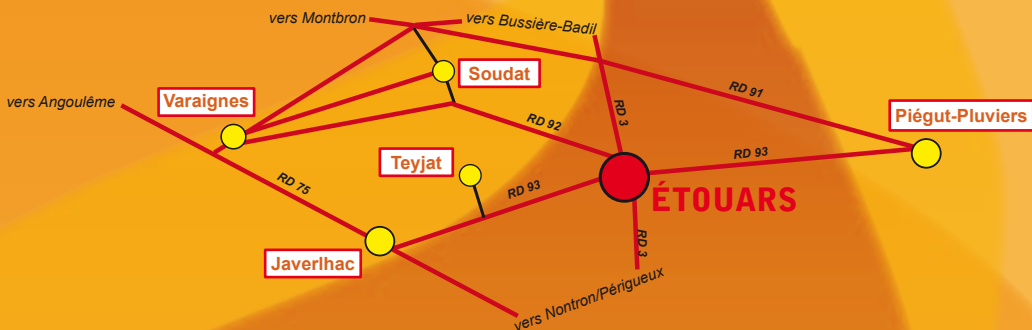 vers Montbron
vers Bussière-Badil
Soudat
vers Angoulême
Varaignes
RD 91
RD 3
Piégut-Pluviers
RD 92
Teyjat
RD 93
RD 93
RD 75
ÉTOUARS
RD 3
Javerlhac
vers Nontron/Périgueux